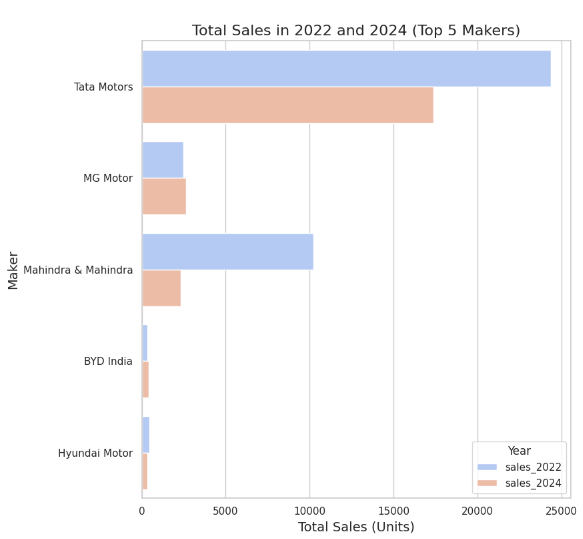 Total Sales in 2022 and 2024 (Top 5 Makers)
Maker
Tata Motors
MG Motor
Mahindra & Mahindra
BYD India
Hyundai Motor
Year
sales_2022
sales_2024
0 5000 10000 15000 20000 25000
Total Sales (Units)